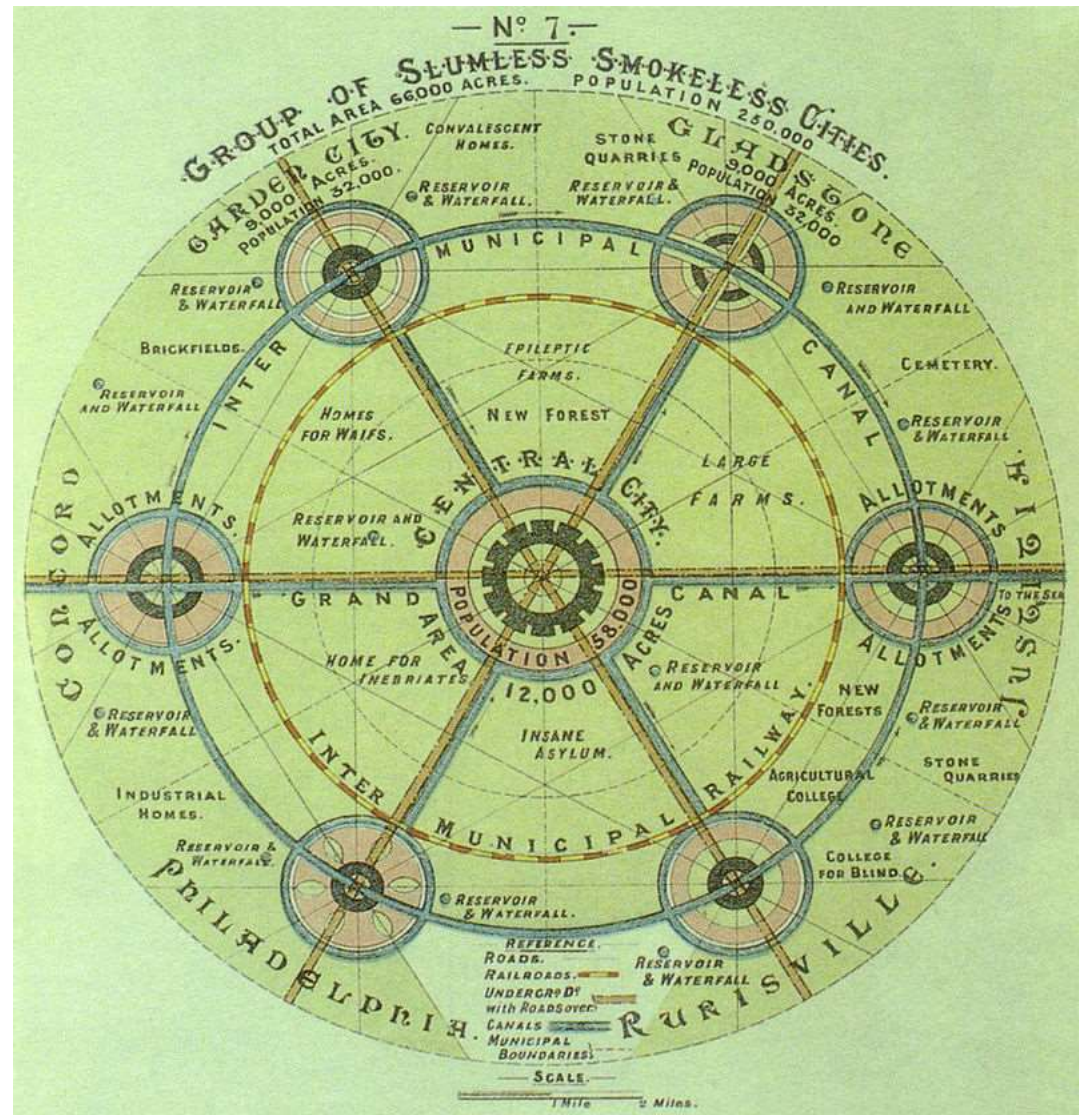 — Nº 7. —
GROUP OF SLUMLESS SMOKELESS CITIES.
TOTAL AREA 66,000 ACRES. POPULATION 250,000
GARDEN CITY.
9,000 ACRES.
POPULATION 32,000.
CONVALESCENT
HOMES.
STONE
QUARRIES
GLADSTONE
9,000 ACRES.
POPULATION
32,000
RESERVOIR
& WATERFALL
RESERVOIR &
WATERFALL.
INTER MUNICIPAL CANAL
RESERVOIR
& WATERFALL
RESERVOIR
AND WATERFALL
BRICKFIELDS.
EPILEPTIC
FARMS.
CEMETERY.
RESERVOIR
AND WATERFALL
HOMES
FOR WAIFS.
NEW FOREST
RESERVOIR
& WATERFALL
LARGE
FARMS.
CENTRAL CITY.
CONCORD
ALLOTMENTS.
ALLOTMENTS
JUSTITIA
RESERVOIR AND
WATERFALL.
GRAND CANAL
TO THE SEA
AREA 12,000 ACRES
POPULATION 58,000
ALLOTMENTS.
ALLOTMENTS
HOME FOR
INEBRIATES
RESERVOIR
AND WATERFALL
NEW
FORESTS
RESERVOIR
& WATERFALL
RESERVOIR
& WATERFALL
INSANE
ASYLUM.
STONE
QUARRIES
INTER MUNICIPAL RAILWAY.
AGRICULTURAL
COLLEGE
INDUSTRIAL
HOMES.
RESERVOIR
& WATERFALL
RESERVOIR &
WATERFALL.
COLLEGE
FOR BLIND.
PHILADELPHIA.
RESERVOIR
& WATERFALL.
RURISVILLE.
RESERVOIR
& WATERFALL
REFERENCE.
ROADS.
RAILROADS.
UNDERGRD Dº
with ROADS over
CANALS
MUNICIPAL
BOUNDARIES
— SCALE. —
1 MILE 2 MILES.